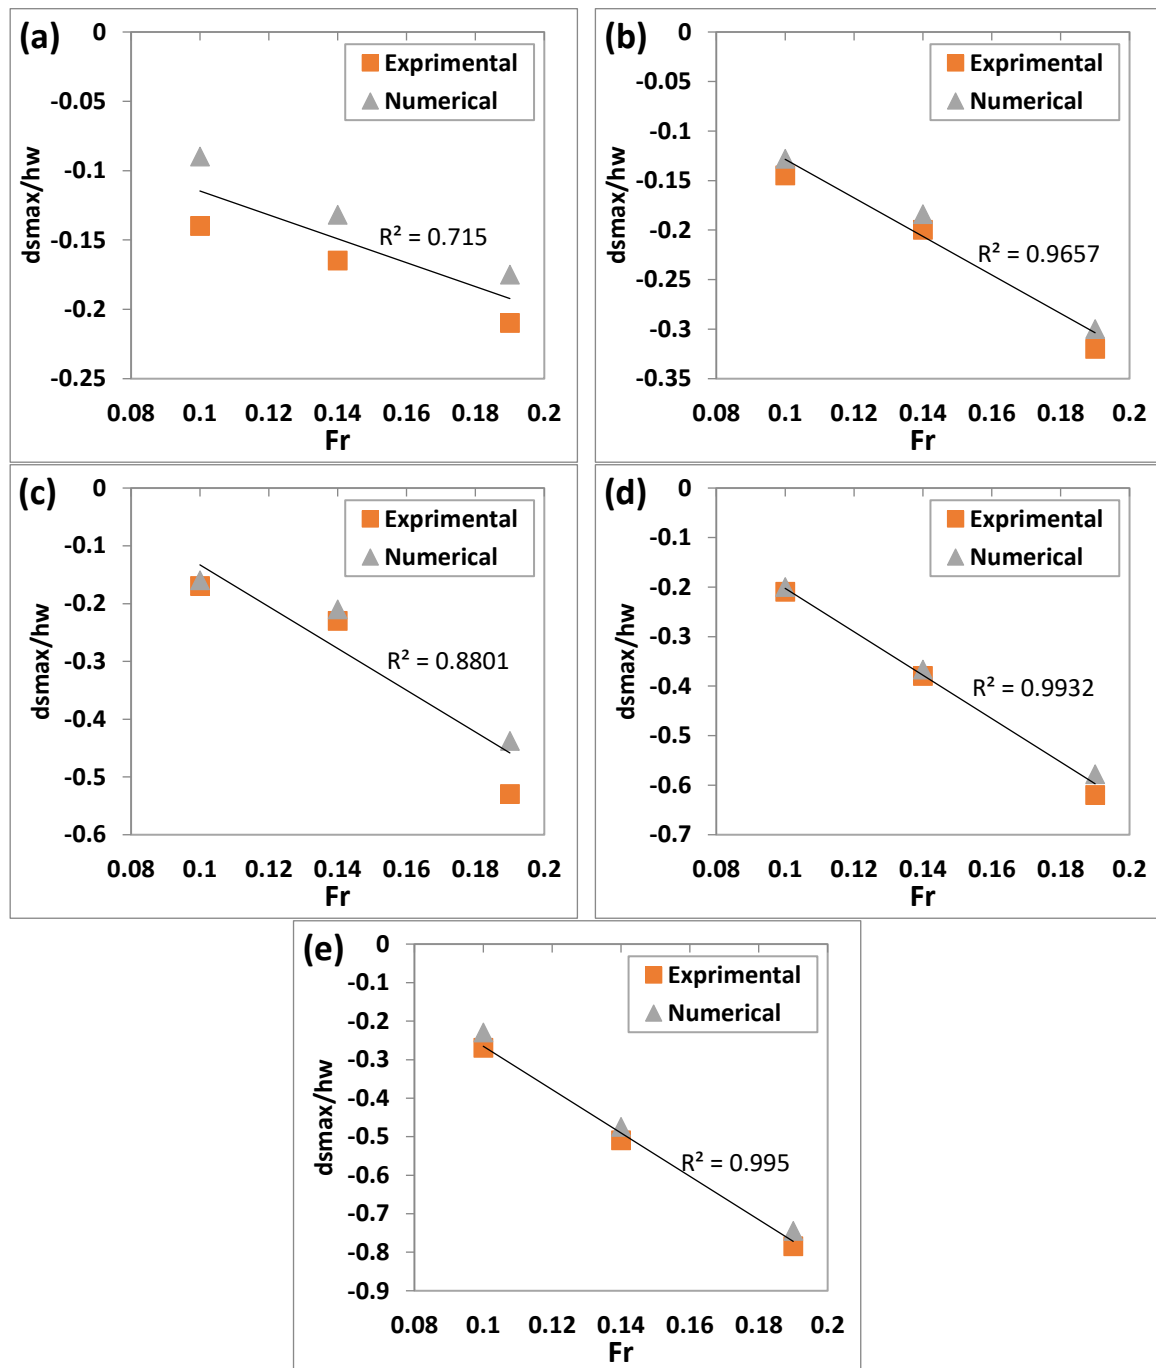 (a)
0
-0.05
-0.1
-0.15
-0.2
-0.25
dsmax/hw
Exprimental
Numerical
R² = 0.715
0.08 0.1 0.12 0.14 0.16 0.18 0.2
Fr
(b)
0
-0.05
-0.1
-0.15
-0.2
-0.25
-0.3
-0.35
dsmax/hw
Exprimental
Numerical
R² = 0.9657
0.08 0.1 0.12 0.14 0.16 0.18 0.2
Fr
(c)
0
-0.1
-0.2
-0.3
-0.4
-0.5
-0.6
dsmax/hw
Exprimental
Numerical
R² = 0.8801
0.08 0.1 0.12 0.14 0.16 0.18 0.2
Fr
(d)
0
-0.1
-0.2
-0.3
-0.4
-0.5
-0.6
-0.7
dsmax/hw
Exprimental
Numerical
R² = 0.9932
0.08 0.1 0.12 0.14 0.16 0.18 0.2
Fr
(e)
0
-0.1
-0.2
-0.3
-0.4
-0.5
-0.6
-0.7
-0.8
-0.9
dsmax/hw
Exprimental
Numerical
R² = 0.995
0.08 0.1 0.12 0.14 0.16 0.18 0.2
Fr